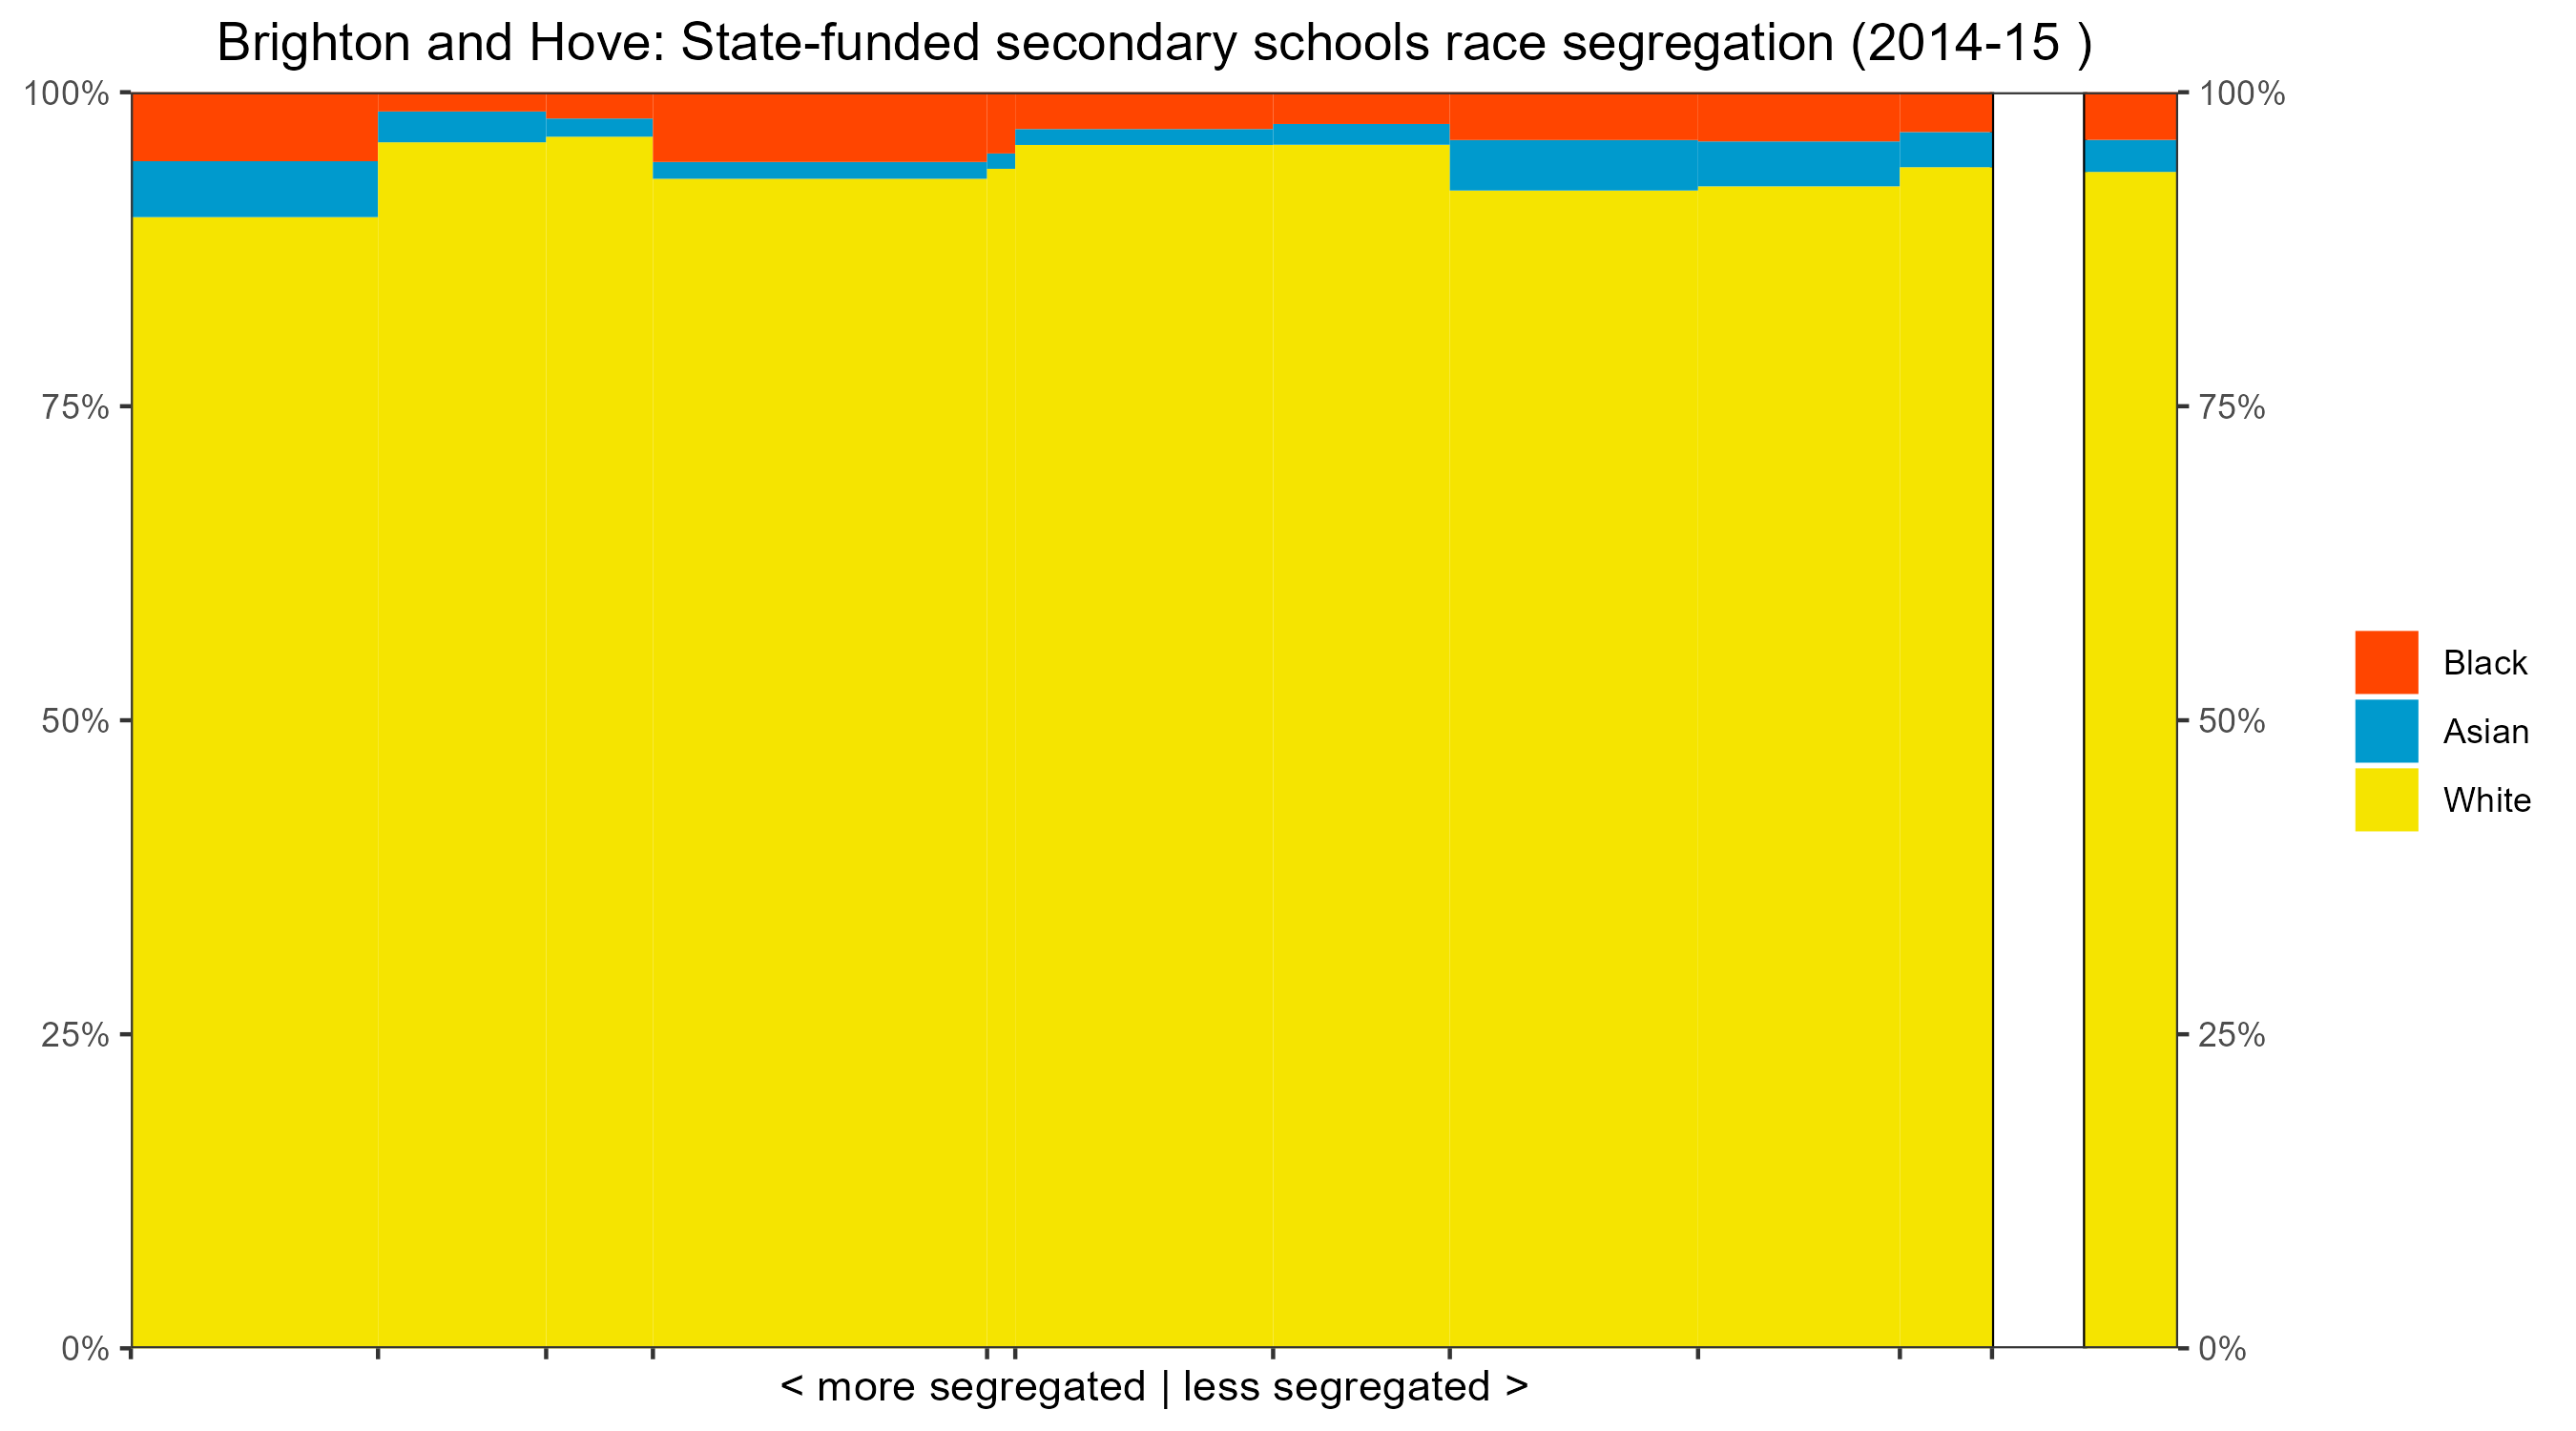 Brighton and Hove: State-funded secondary schools race segregation (2014-15 )
100%
100%
75%
75%
50%
50%
25%
25%
0%
0%
Black
Asian
White
< more segregated | less segregated >